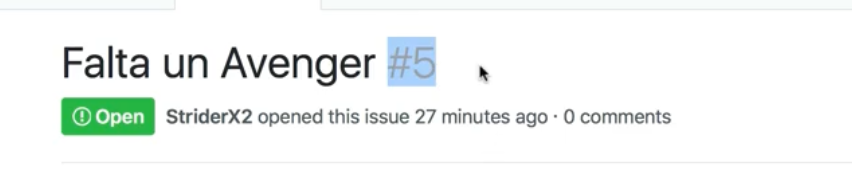 Falta un Avenger #5
Open StriderX2 opened this issue 27 minutes ago · 0 comments